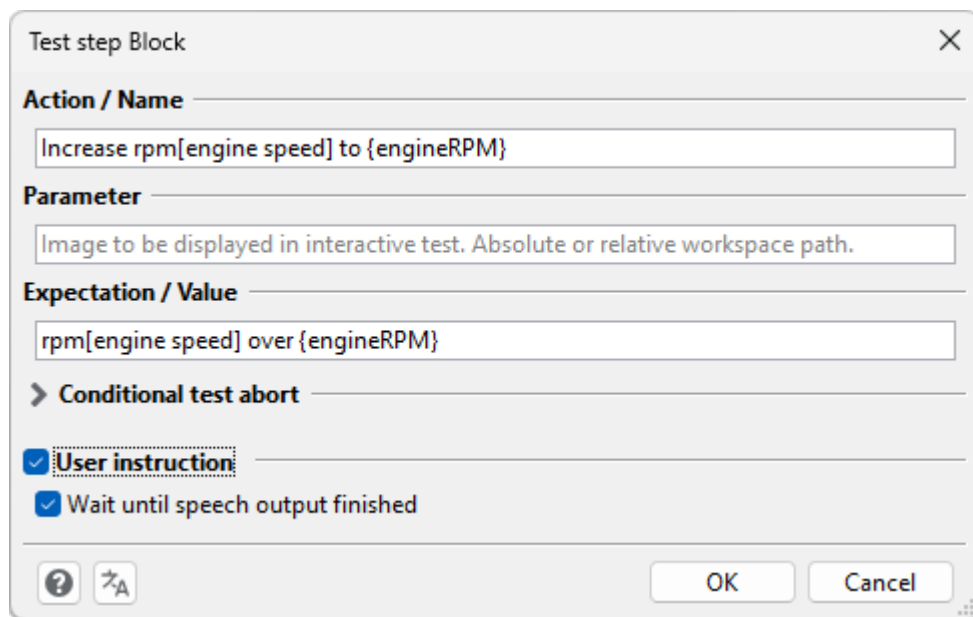 Test step Block
Action / Name
Increase rpm[engine speed] to {engineRPM}
Parameter
Image to be displayed in interactive test. Absolute or relative workspace path.
Expectation / Value
rpm[engine speed] over {engineRPM}
Conditional test abort
User instruction
Wait until speech output finished
OK Cancel